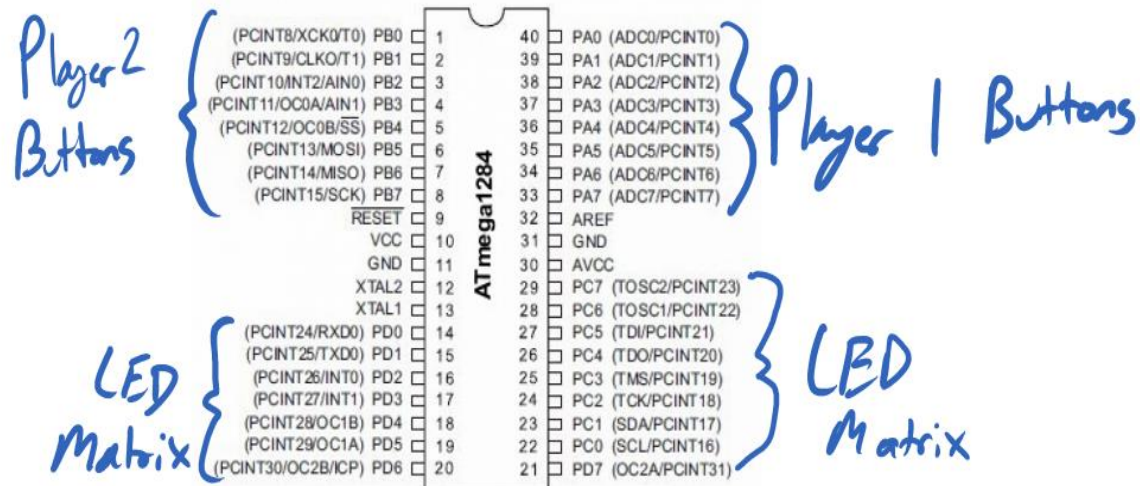 Player 2
Buttons
(PCINT8/XCK0/T0) PB0 1
(PCINT9/CLKO/T1) PB1 2
(PCINT10/INT2/AIN0) PB2 3
(PCINT11/OC0A/AIN1) PB3 4
(PCINT12/OC0B/SS) PB4 5
(PCINT13/MOSI) PB5 6
(PCINT14/MISO) PB6 7
(PCINT15/SCK) PB7 8
RESET 9
VCC 10
GND 11
XTAL2 12
XTAL1 13
(PCINT24/RXD0) PD0 14
(PCINT25/TXD0) PD1 15
(PCINT26/INT0) PD2 16
(PCINT27/INT1) PD3 17
(PCINT28/OC1B) PD4 18
(PCINT29/OC1A) PD5 19
(PCINT30/OC2B/ICP) PD6 20
LED
Matrix
ATmega1284
40 PA0 (ADC0/PCINT0)
39 PA1 (ADC1/PCINT1)
38 PA2 (ADC2/PCINT2)
37 PA3 (ADC3/PCINT3)
36 PA4 (ADC4/PCINT4)
35 PA5 (ADC5/PCINT5)
34 PA6 (ADC6/PCINT6)
33 PA7 (ADC7/PCINT7)
32 AREF
31 GND
30 AVCC
29 PC7 (TOSC2/PCINT23)
28 PC6 (TOSC1/PCINT22)
27 PC5 (TDI/PCINT21)
26 PC4 (TDO/PCINT20)
25 PC3 (TMS/PCINT19)
24 PC2 (TCK/PCINT18)
23 PC1 (SDA/PCINT17)
22 PC0 (SCL/PCINT16)
21 PD7 (OC2A/PCINT31)
Player 1 Buttons
LED
Matrix